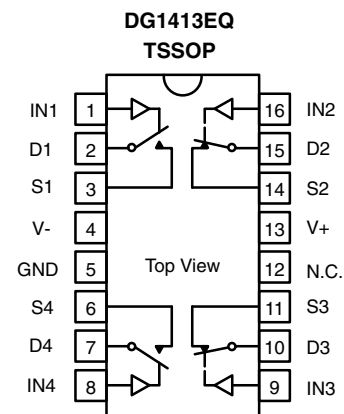 DG1413EQ
TSSOP
IN1 1 16 IN2
D1 2 15 D2
S1 3 14 S2
V- 4 13 V+
GND 5 Top View 12 N.C.
S4 6 11 S3
D4 7 10 D3
IN4 8 9 IN3